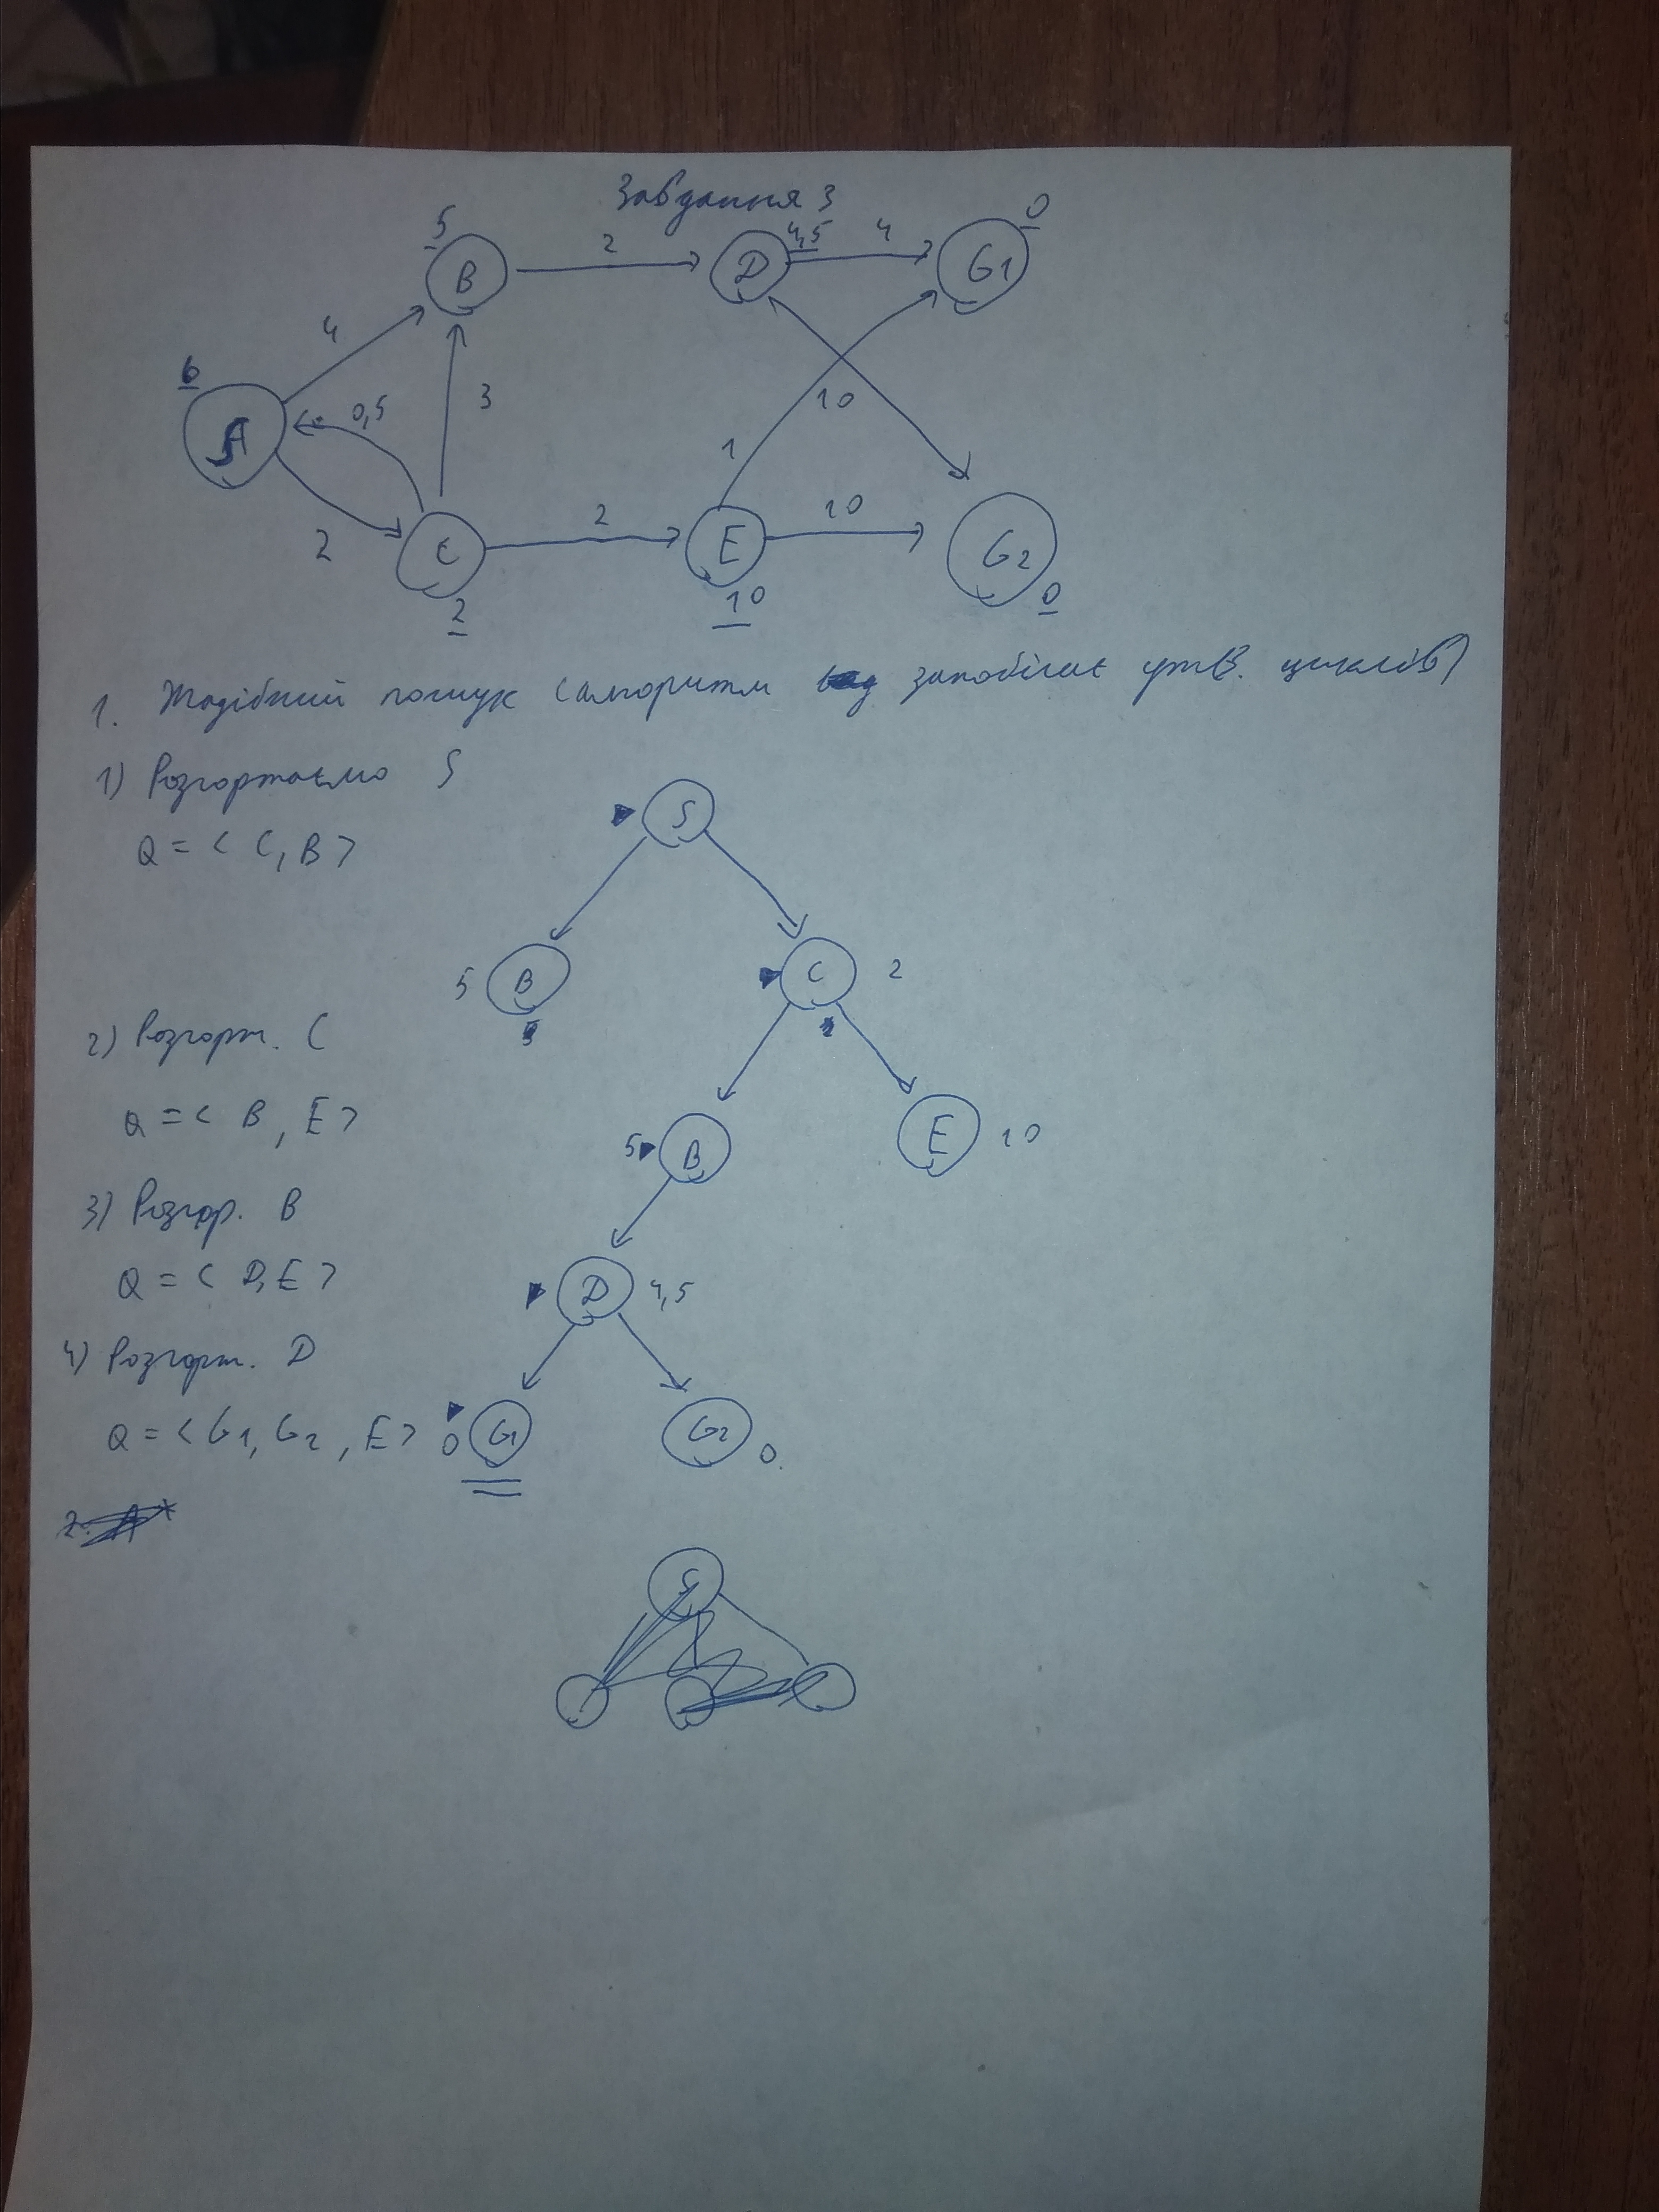 Завдання 3
5 B 2 D 4,5 4 G1 0
6 4 0,5 3 10 1
2 C 2 2 E 10 10 G2 0
1. Жадібний пошук (алгоритм запобігає утв. циклів)
1) Розгортаємо S
Q = < C, B >
S
5 B C 2
2) Розгорт. C
Q = < B, E >
5 B E 10
3) Розгор. B
Q = < D, E >
D 4,5
4) Розгорт. D
Q = < G1, G2, E > 0 G1 G2 0